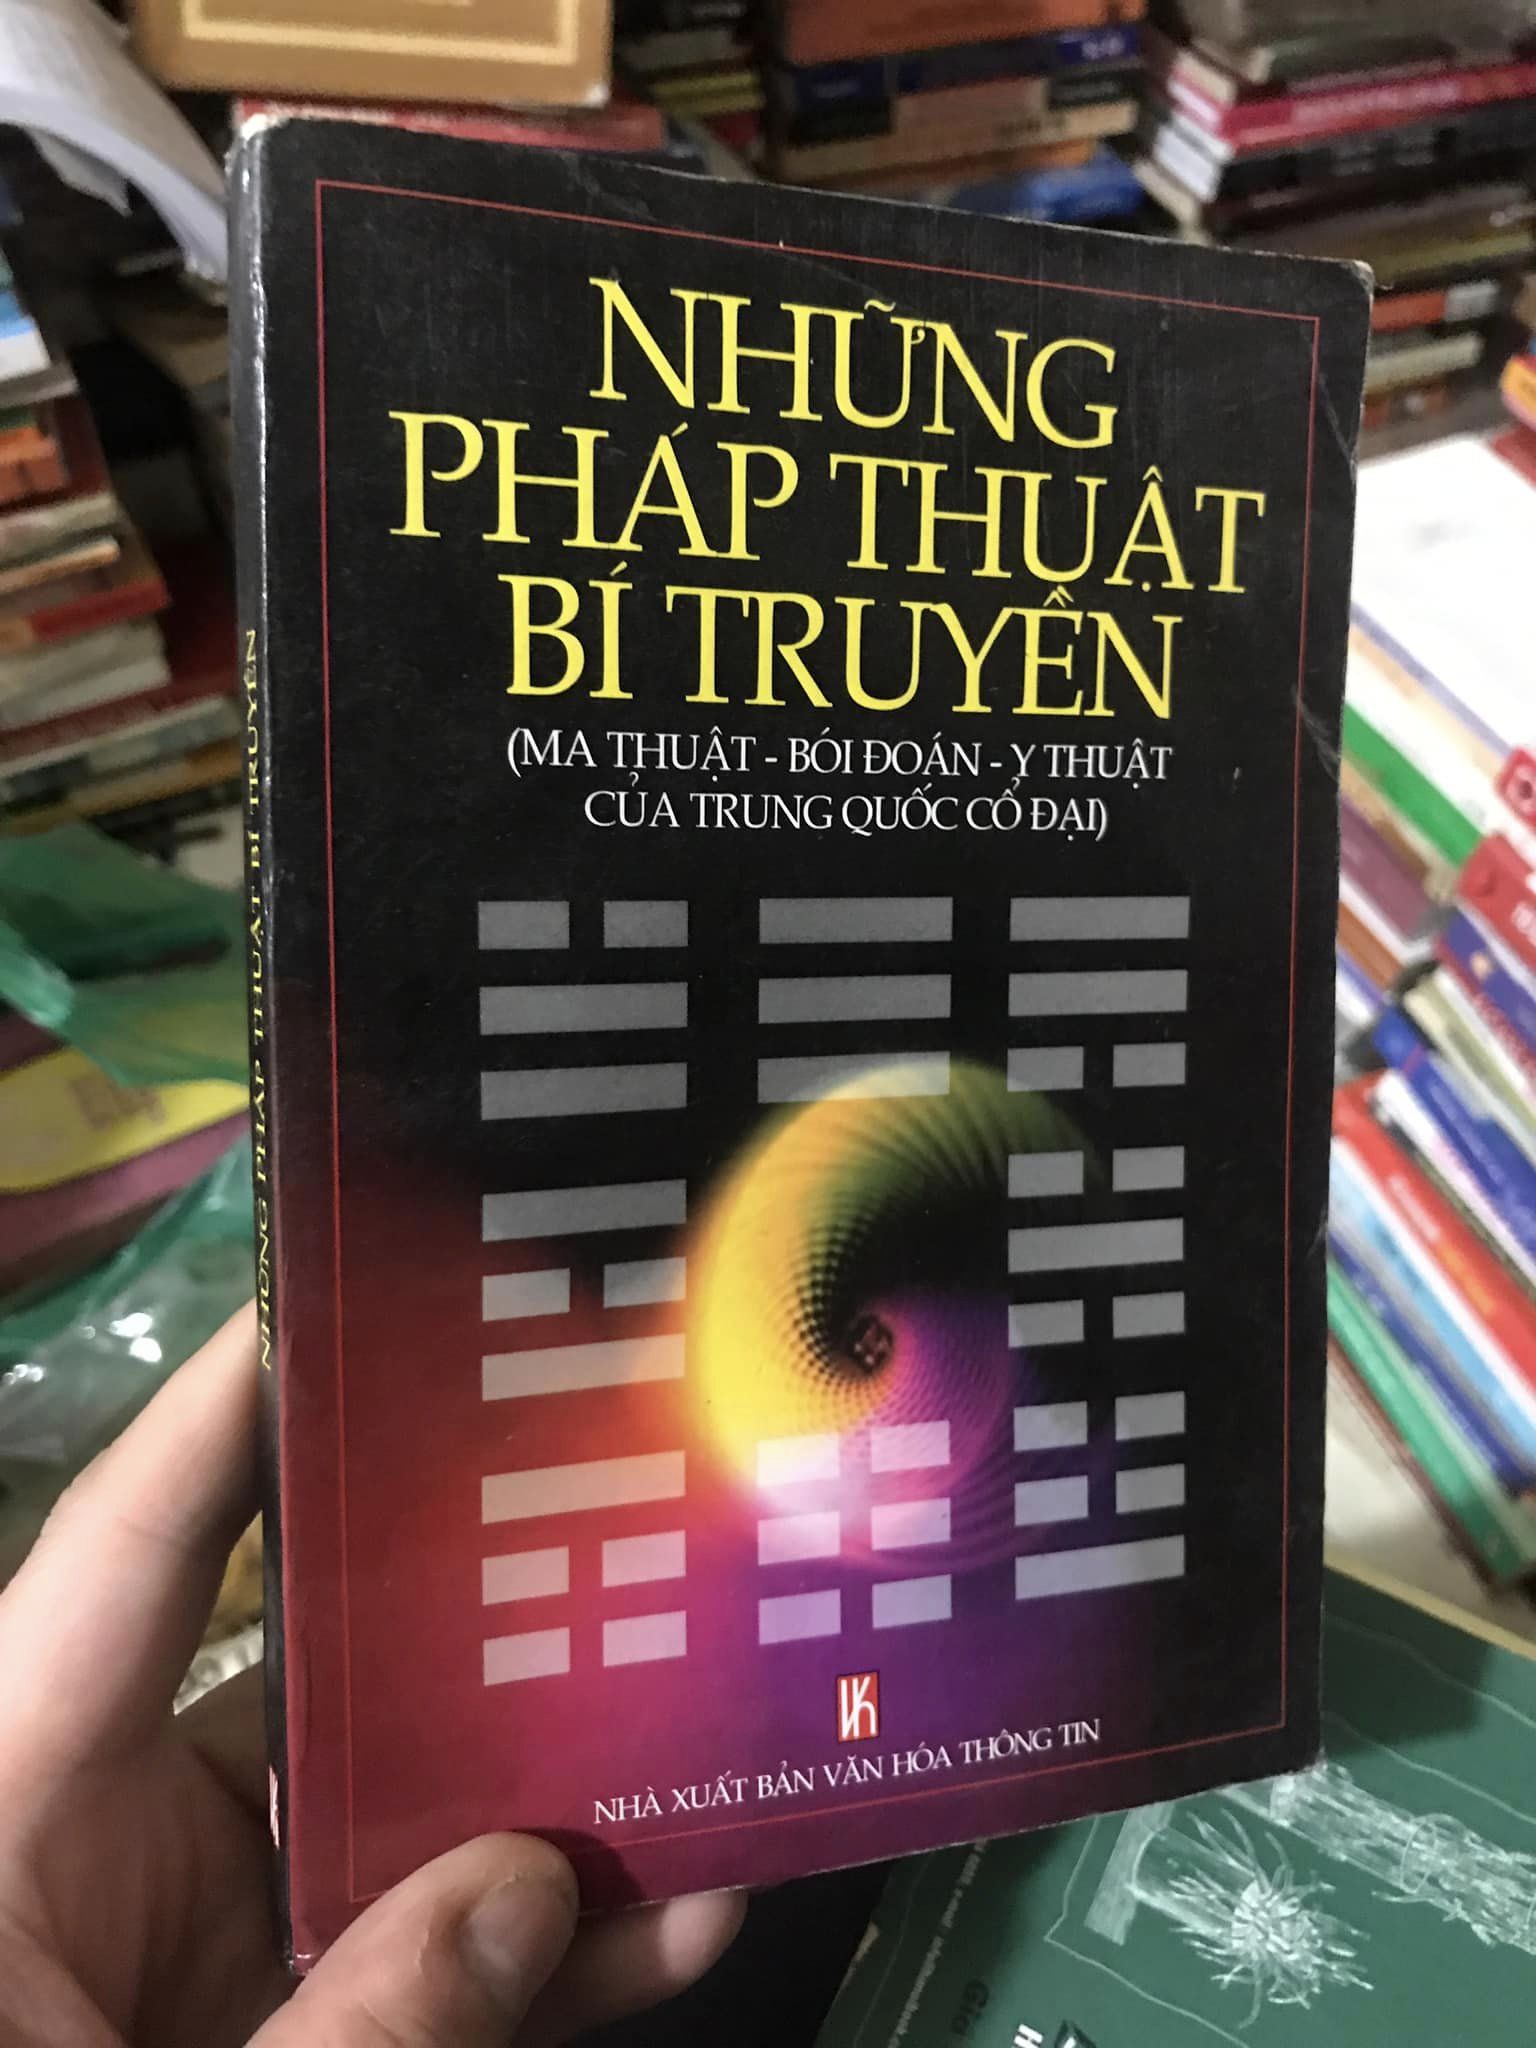 NHỮNG
PHÁP THUẬT
BÍ TRUYỀN
(MA THUẬT - BÓI ĐOÁN - Y THUẬT
CỦA TRUNG QUỐC CỔ ĐẠI)
NHÀ XUẤT BẢN VĂN HÓA THÔNG TIN
NHỮNG PHÁP THUẬT BÍ TRUYỀN